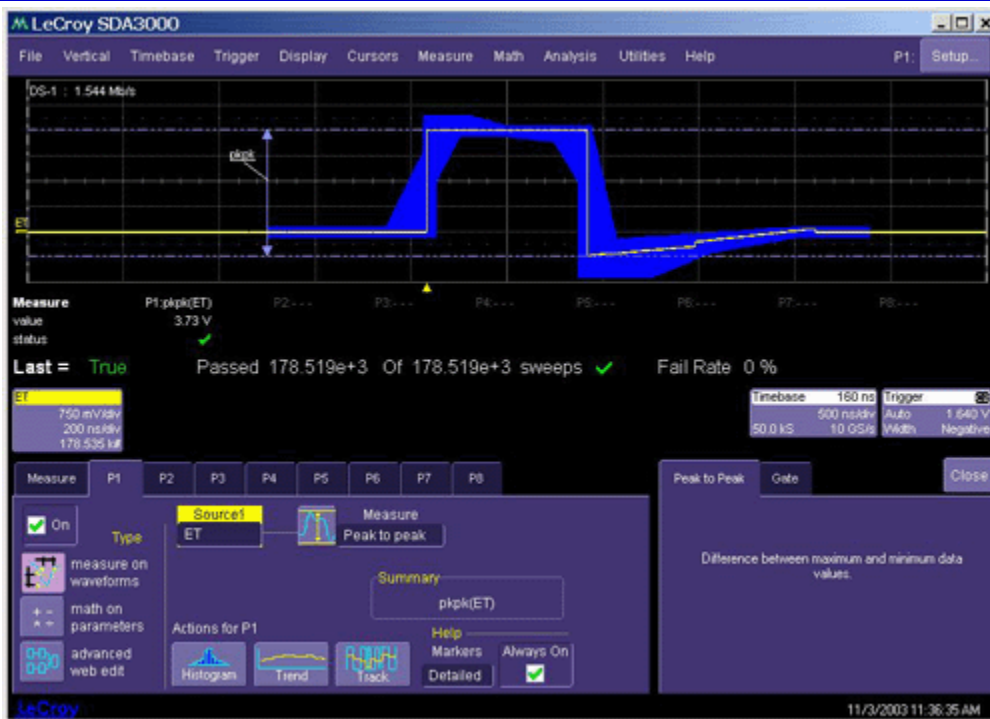 LeCroy SDA3000
File Vertical Timebase Trigger Display Cursors Measure Math Analysis Utilities Help P1: Setup...
DS-1 : 1.544 Mb/s
pkpk
ET
Measure P1:pkpk(ET) P2:--- P3:--- P4:--- P5:--- P6:--- P7:--- P8:---
value 3.73 V
status
Last = True Passed 178.519e+3 Of 178.519e+3 sweeps Fail Rate 0 %
ET
750 mV/div
200 ns/div
178.535 k#
Timebase 160 ns
500 ns/div
50.0 kS 10 GS/s
Trigger
Auto 1.640 V
Width Negative
Measure P1 P2 P3 P4 P5 P6 P7 P8
On
Type
measure on waveforms
math on parameters
advanced web edit
Source1
ET
Measure
Peak to peak
Summary
pkpk(ET)
Actions for P1
Histogram Trend Track
Help
Markers Always On
Detailed
Peak to Peak Gate Close
Difference between maximum and minimum data
values.
LeCroy
11/3/2003 11:36:35 AM